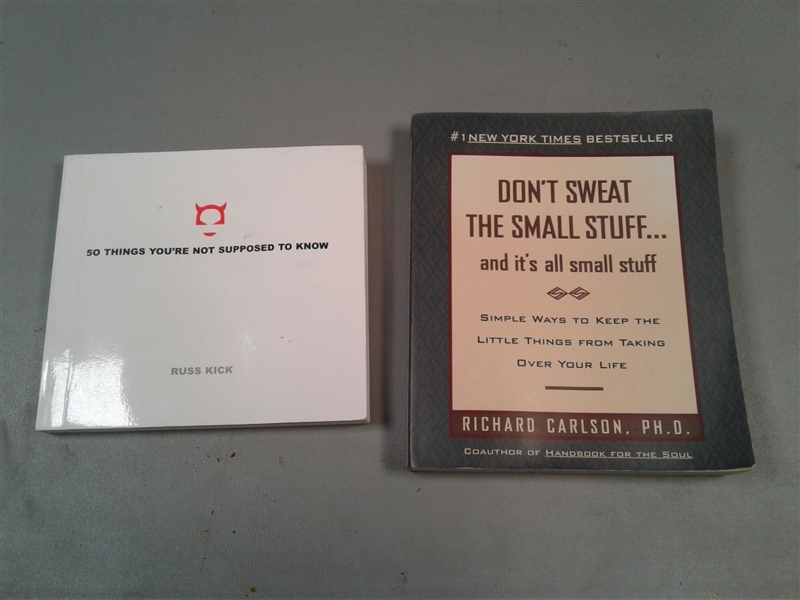 50 THINGS YOU'RE NOT SUPPOSED TO KNOW
RUSS KICK
#1 NEW YORK TIMES BESTSELLER
DON'T SWEAT
THE SMALL STUFF...
and it's all small stuff
SIMPLE WAYS TO KEEP THE
LITTLE THINGS FROM TAKING
OVER YOUR LIFE
RICHARD CARLSON, PH.D.
COAUTHOR OF HANDBOOK FOR THE SOUL